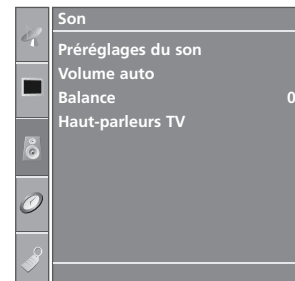 Son
Préréglages du son
Volume auto
Balance 0
Haut-parleurs TV